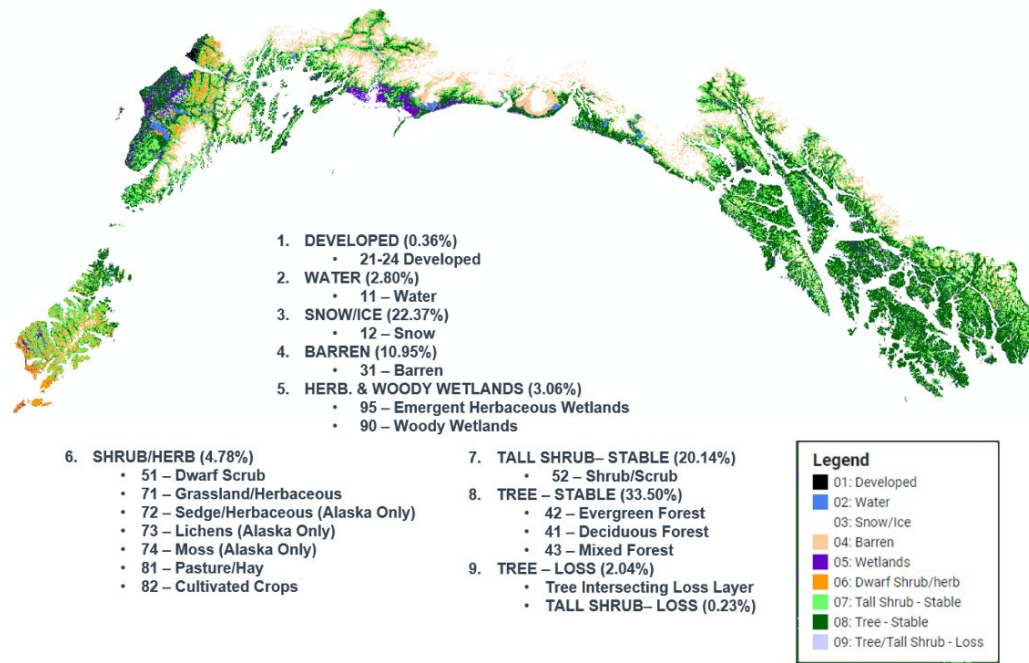 1. DEVELOPED (0.36%)
• 21-24 Developed
2. WATER (2.80%)
• 11 – Water
3. SNOW/ICE (22.37%)
• 12 – Snow
4. BARREN (10.95%)
• 31 – Barren
5. HERB. & WOODY WETLANDS (3.06%)
• 95 – Emergent Herbaceous Wetlands
• 90 – Woody Wetlands
6. SHRUB/HERB (4.78%)
• 51 – Dwarf Scrub
• 71 – Grassland/Herbaceous
• 72 – Sedge/Herbaceous (Alaska Only)
• 73 – Lichens (Alaska Only)
• 74 – Moss (Alaska Only)
• 81 – Pasture/Hay
• 82 – Cultivated Crops
7. TALL SHRUB– STABLE (20.14%)
• 52 – Shrub/Scrub
8. TREE – STABLE (33.50%)
• 42 – Evergreen Forest
• 41 – Deciduous Forest
• 43 – Mixed Forest
9. TREE – LOSS (2.04%)
• Tree Intersecting Loss Layer
• TALL SHRUB– LOSS (0.23%)
Legend
01: Developed
02: Water
03: Snow/Ice
04: Barren
05: Wetlands
06: Dwarf Shrub/herb
07: Tall Shrub - Stable
08: Tree - Stable
09: Tree/Tall Shrub - Loss